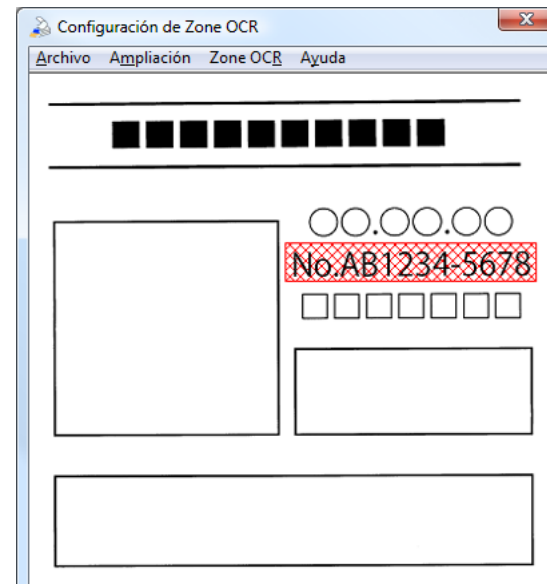 Configuración de Zone OCR
Archivo Ampliación Zone OCR Ayuda
No.AB1234-5678